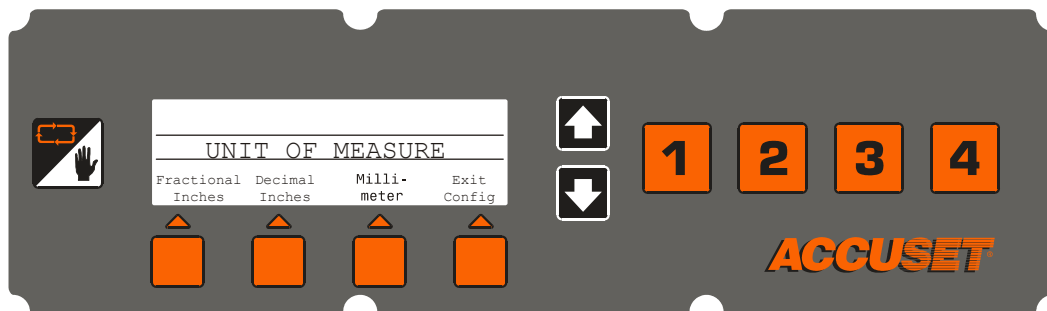 UNIT OF MEASURE
Fractional Inches
Decimal Inches
Milli-meter
Exit Config
1 2 3 4
ACCUSET®